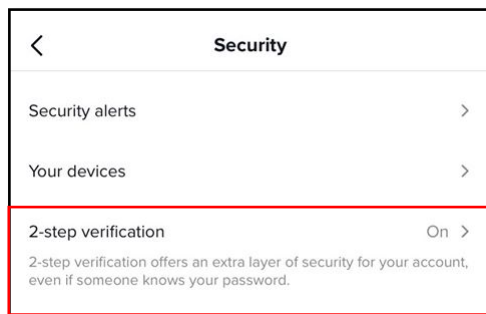 Security
Security alerts
Your devices
2-step verification On
2-step verification offers an extra layer of security for your account,
even if someone knows your password.